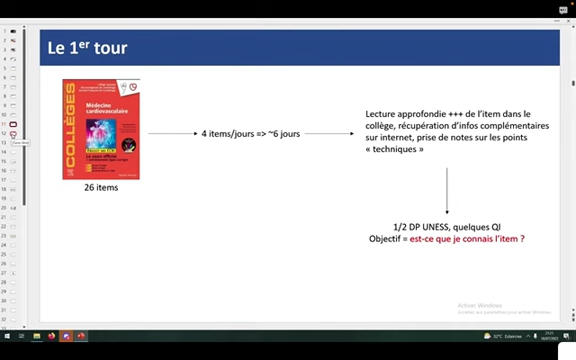 Le 1er tour
COLLÈGES
Médecine
cardiovasculaire
4 items/jours => ~6 jours
Lecture approfondie +++ de l'item dans le
collège, récupération d'infos complémentaires
sur internet, prise de notes sur les points
« techniques »
26 items
1/2 DP UNESS, quelques QI
Objectif = est-ce que je connais l'item ?
Activer Windows